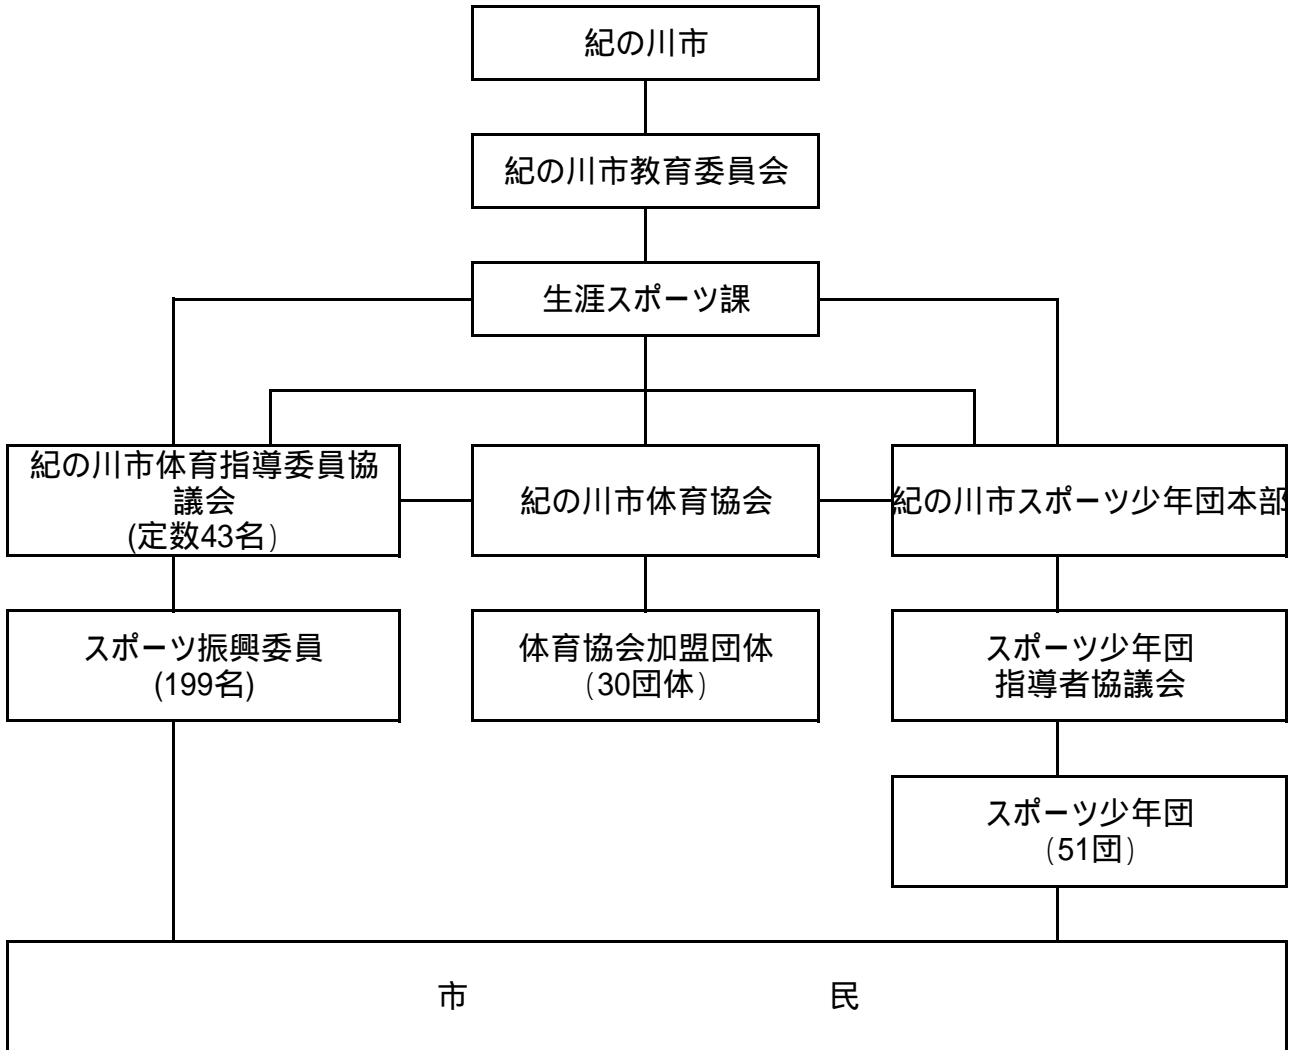 紀の川市
紀の川市教育委員会
生涯スポーツ課
紀の川市体育指導委員協
議会
(定数43名）
紀の川市体育協会
紀の川市スポーツ少年団本部
スポーツ振興委員
(199名)
体育協会加盟団体
（30団体）
スポーツ少年団
指導者協議会
スポーツ少年団
（51団）
市　民